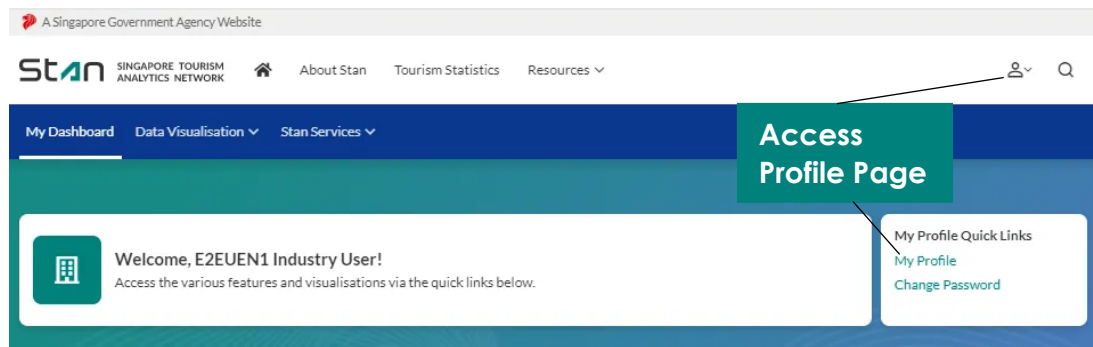 A Singapore Government Agency Website
Stan SINGAPORE TOURISM
ANALYTICS NETWORK
About Stan Tourism Statistics Resources
My Dashboard Data Visualisation Stan Services
Access
Profile Page
Welcome, E2EUEN1 Industry User!
Access the various features and visualisations via the quick links below.
My Profile Quick Links
My Profile
Change Password